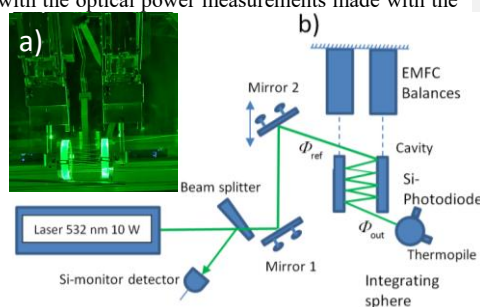 with the optical power measurements made with the
a)
b)
EMFC
Balances
Mirror 2
Φref
Cavity
Si-
Photodiode
Beam splitter
Laser 532 nm 10 W
Φout
Mirror 1
Thermopile
Si-monitor detector
Integrating
sphere